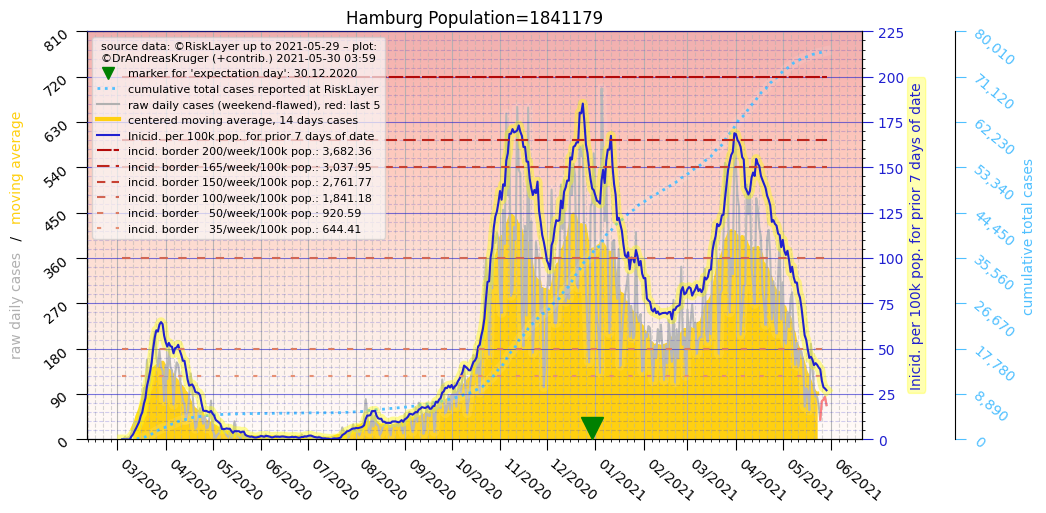 Hamburg Population=1841179
source data: ©RiskLayer up to 2021-05-29 – plot:
©DrAndreasKruger (+contrib.) 2021-05-30 03:59
marker for 'expectation day': 30.12.2020
cumulative total cases reported at RiskLayer
raw daily cases (weekend-flawed), red: last 5
centered moving average, 14 days cases
Inicid. per 100k pop. for prior 7 days of date
incid. border 200/week/100k pop.: 3,682.36
incid. border 165/week/100k pop.: 3,037.95
incid. border 150/week/100k pop.: 2,761.77
incid. border 100/week/100k pop.: 1,841.18
incid. border 50/week/100k pop.: 920.59
incid. border 35/week/100k pop.: 644.41
raw daily cases / moving average
810
720
630
540
450
360
270
180
90
0
225
200
175
150
125
100
75
50
25
0
Inicid. per 100k pop. for prior 7 days of date
80,010
71,120
62,230
53,340
44,450
35,560
26,670
17,780
8,890
0
cumulative total cases
03/2020
04/2020
05/2020
06/2020
07/2020
08/2020
09/2020
10/2020
11/2020
12/2020
01/2021
02/2021
03/2021
04/2021
05/2021
06/2021